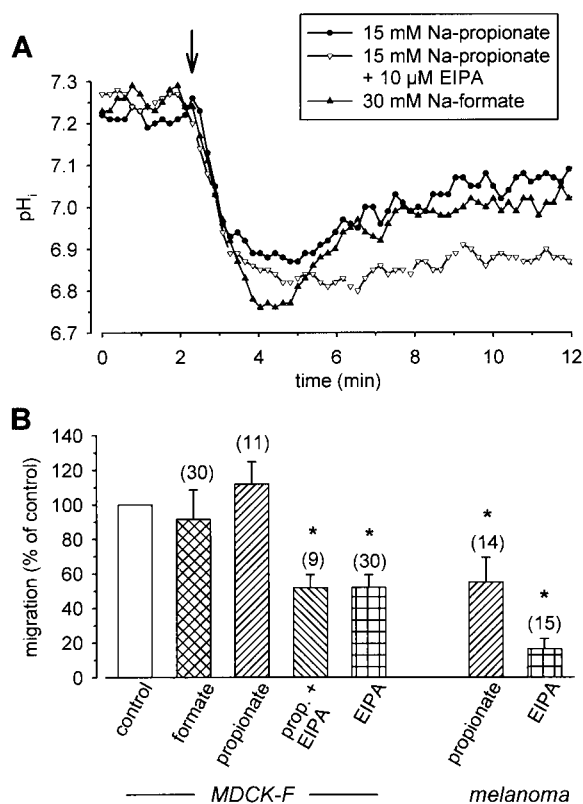 A
15 mM Na-propionate
15 mM Na-propionate
+ 10 µM EIPA
30 mM Na-formate
7.3
7.2
7.1
7.0
6.9
6.8
6.7
pHi
0
2
4
6
8
10
12
time (min)
B
140
120
100
80
60
40
20
0
migration (% of control)
(30)
(11)
*
(9)
*
(30)
*
(14)
*
(15)
control
formate
propionate
prop. +
EIPA
EIPA
propionate
EIPA
MDCK-F
melanoma